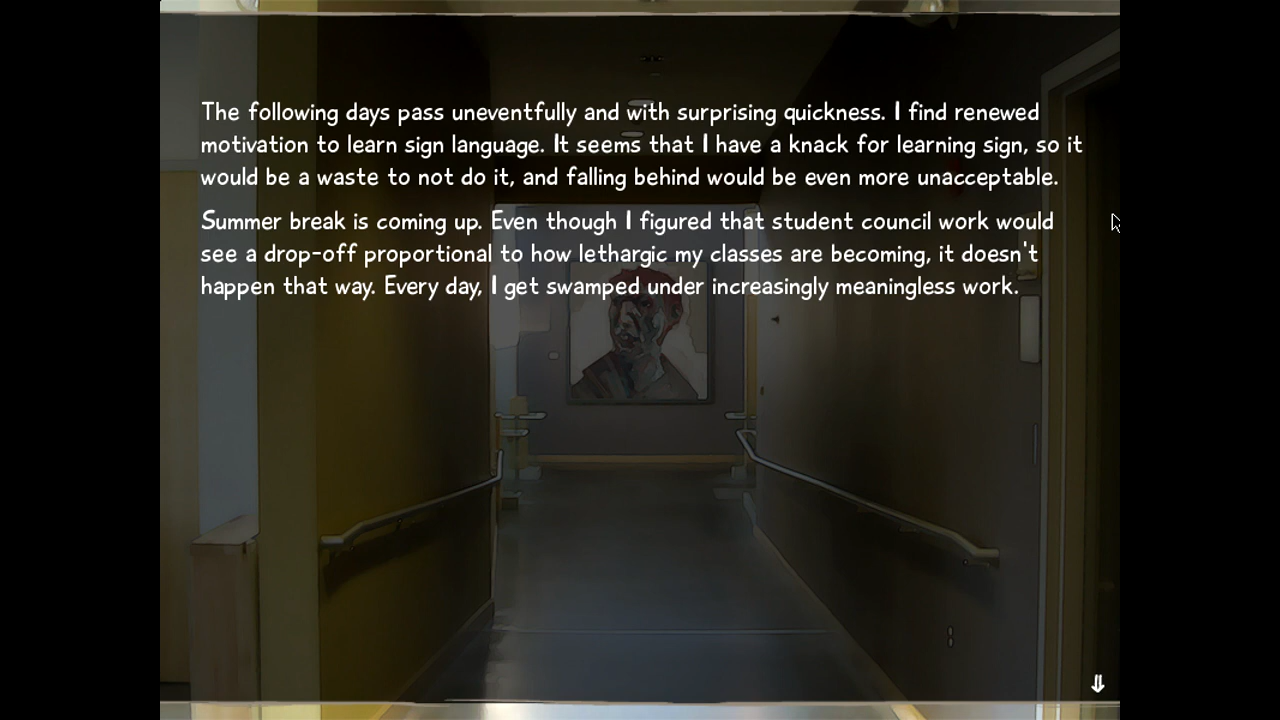 The following days pass uneventfully and with surprising quickness. I find renewed
motivation to learn sign language. It seems that I have a knack for learning sign, so it
would be a waste to not do it, and falling behind would be even more unacceptable.
Summer break is coming up. Even though I figured that student council work would
see a drop-off proportional to how lethargic my classes are becoming, it doesn't
happen that way. Every day, I get swamped under increasingly meaningless work.